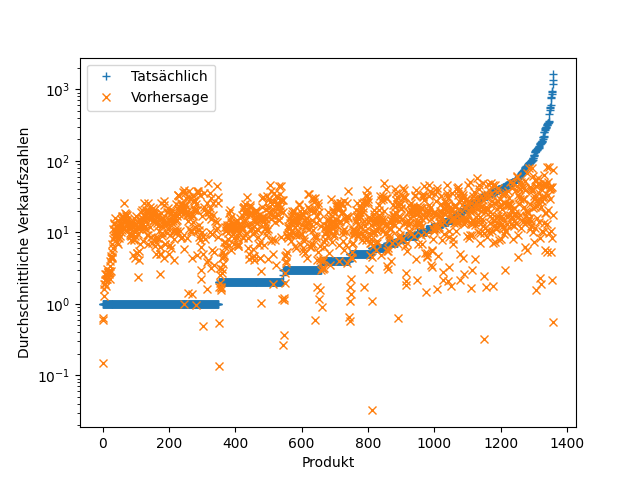 Tatsächlich
Vorhersage
Durchschnittliche Verkaufszahlen
10³
10²
10¹
10⁰
10⁻¹
0 200 400 600 800 1000 1200 1400
Produkt